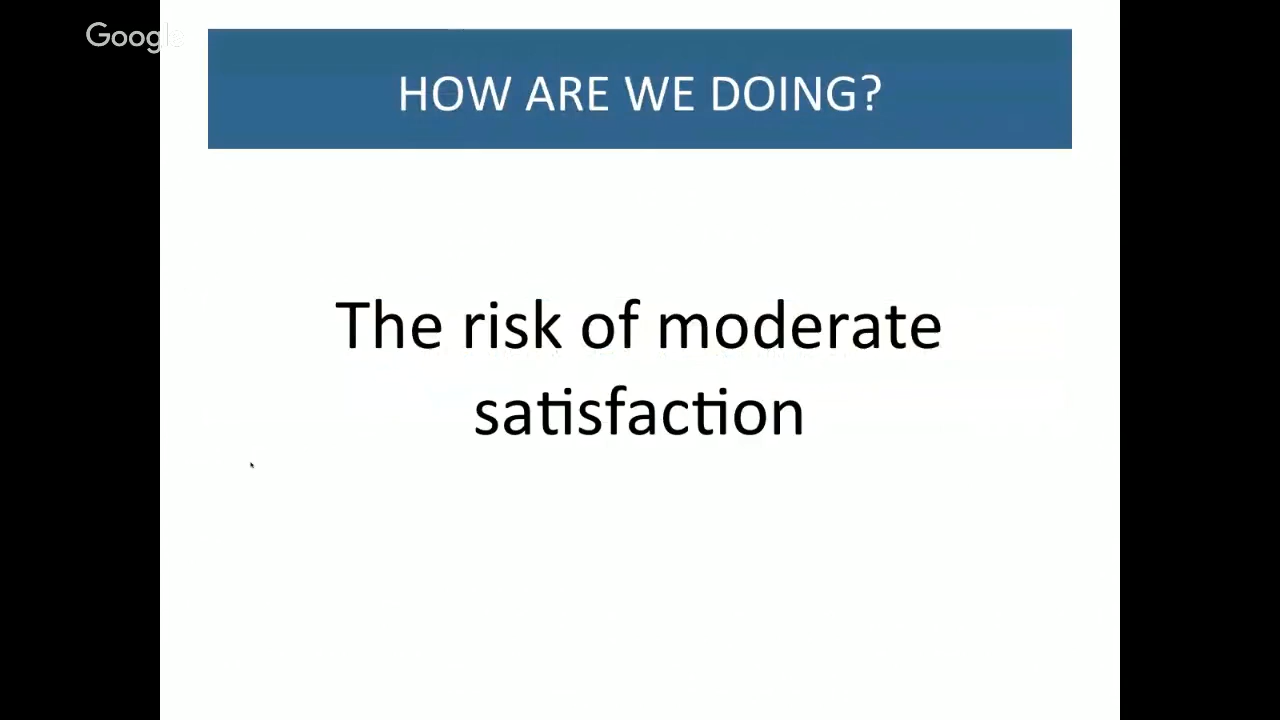 Google
HOW ARE WE DOING?
The risk of moderate
satisfaction